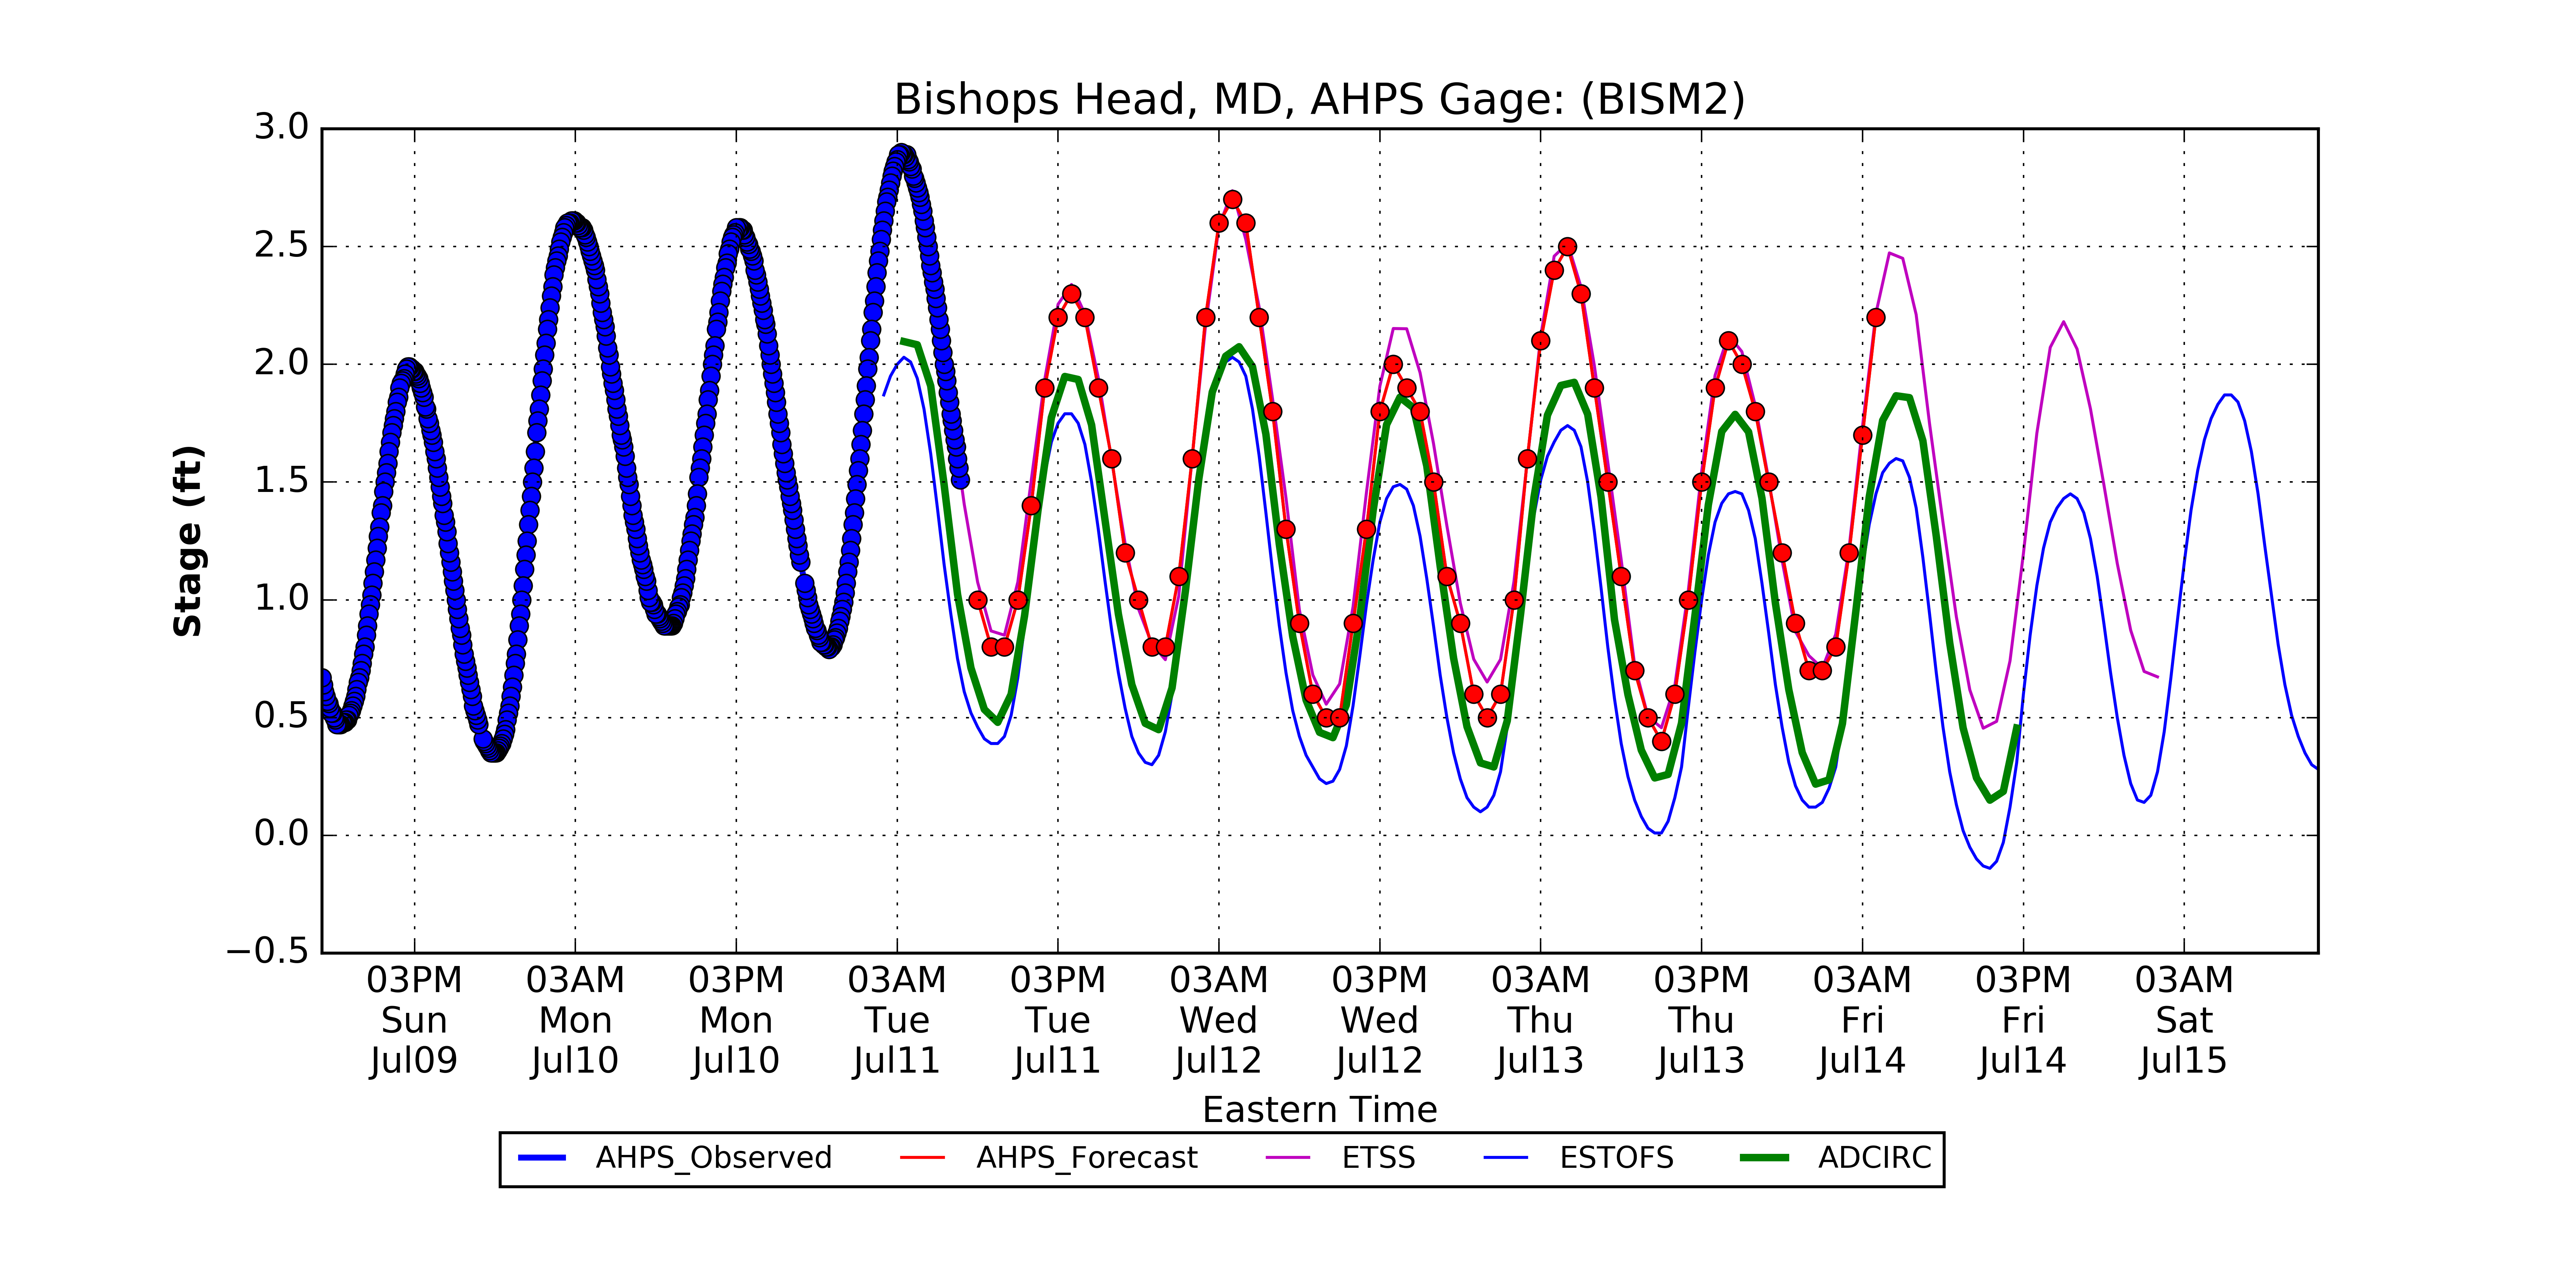 Bishops Head, MD, AHPS Gage: (BISM2)
3.0
2.5
2.0
1.5
1.0
0.5
0.0
−0.5
Stage (ft)
03PM 03AM 03PM 03AM 03PM 03AM 03PM 03AM 03PM 03AM 03PM 03AM
Sun Mon Mon Tue Tue Wed Wed Thu Thu Fri Fri Sat
Jul09 Jul10 Jul10 Jul11 Jul11 Jul12 Jul12 Jul13 Jul13 Jul14 Jul14 Jul15
Eastern Time
AHPS_Observed AHPS_Forecast ETSS ESTOFS ADCIRC